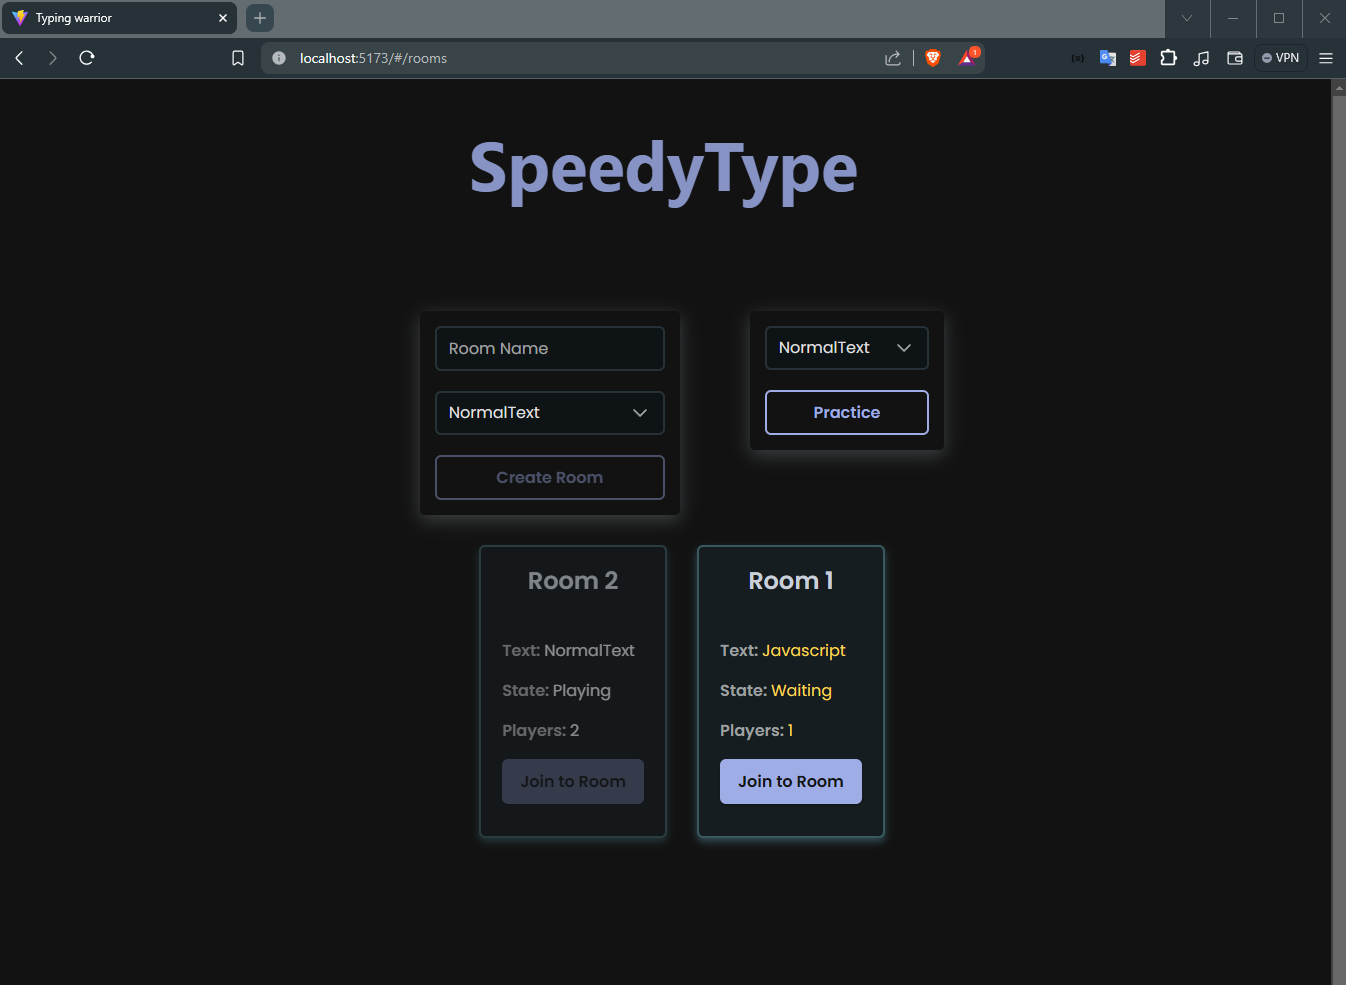 Typing warrior
localhost:5173/#/rooms
1
VPN
SpeedyType
Room Name
NormalText
Create Room
NormalText
Practice
Room 2
Text: NormalText
State: Playing
Players: 2
Join to Room
Room 1
Text: Javascript
State: Waiting
Players: 1
Join to Room